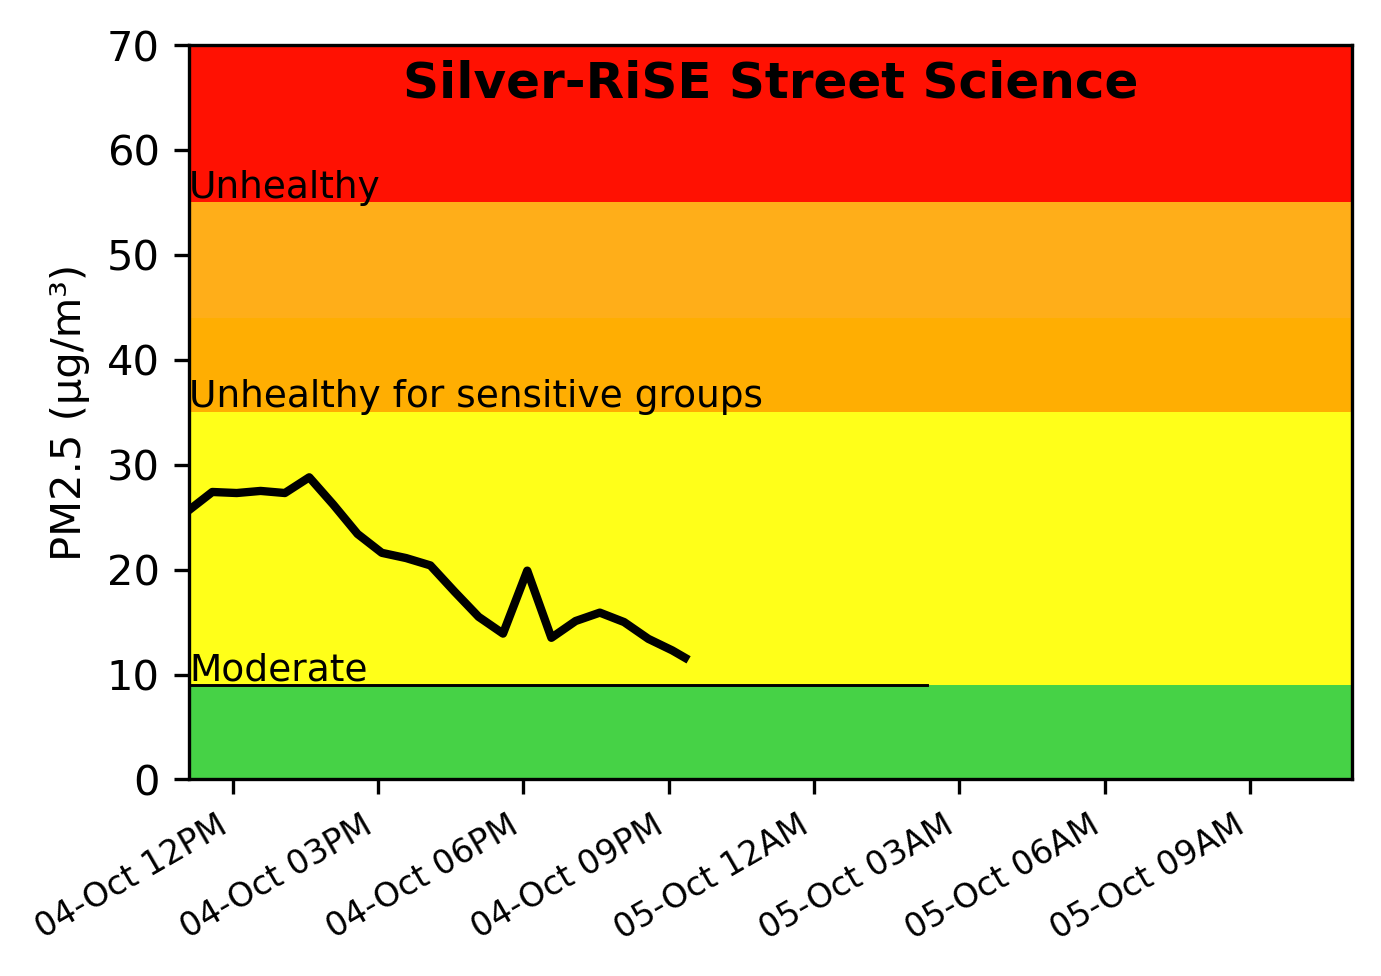 Silver-RiSE Street Science
70
60
Unhealthy
50
40
Unhealthy for sensitive groups
30
20
Moderate
10
0
PM2.5 (µg/m³)
04-Oct 12PM
04-Oct 03PM
04-Oct 06PM
04-Oct 09PM
05-Oct 12AM
05-Oct 03AM
05-Oct 06AM
05-Oct 09AM